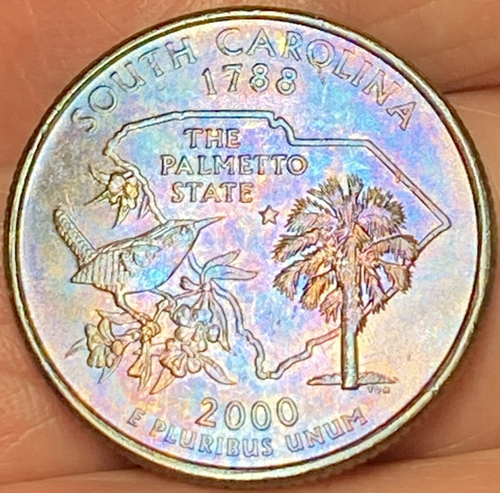 SOUTH CAROLINA
1788
THE
PALMETTO
STATE
2000
E PLURIBUS UNUM